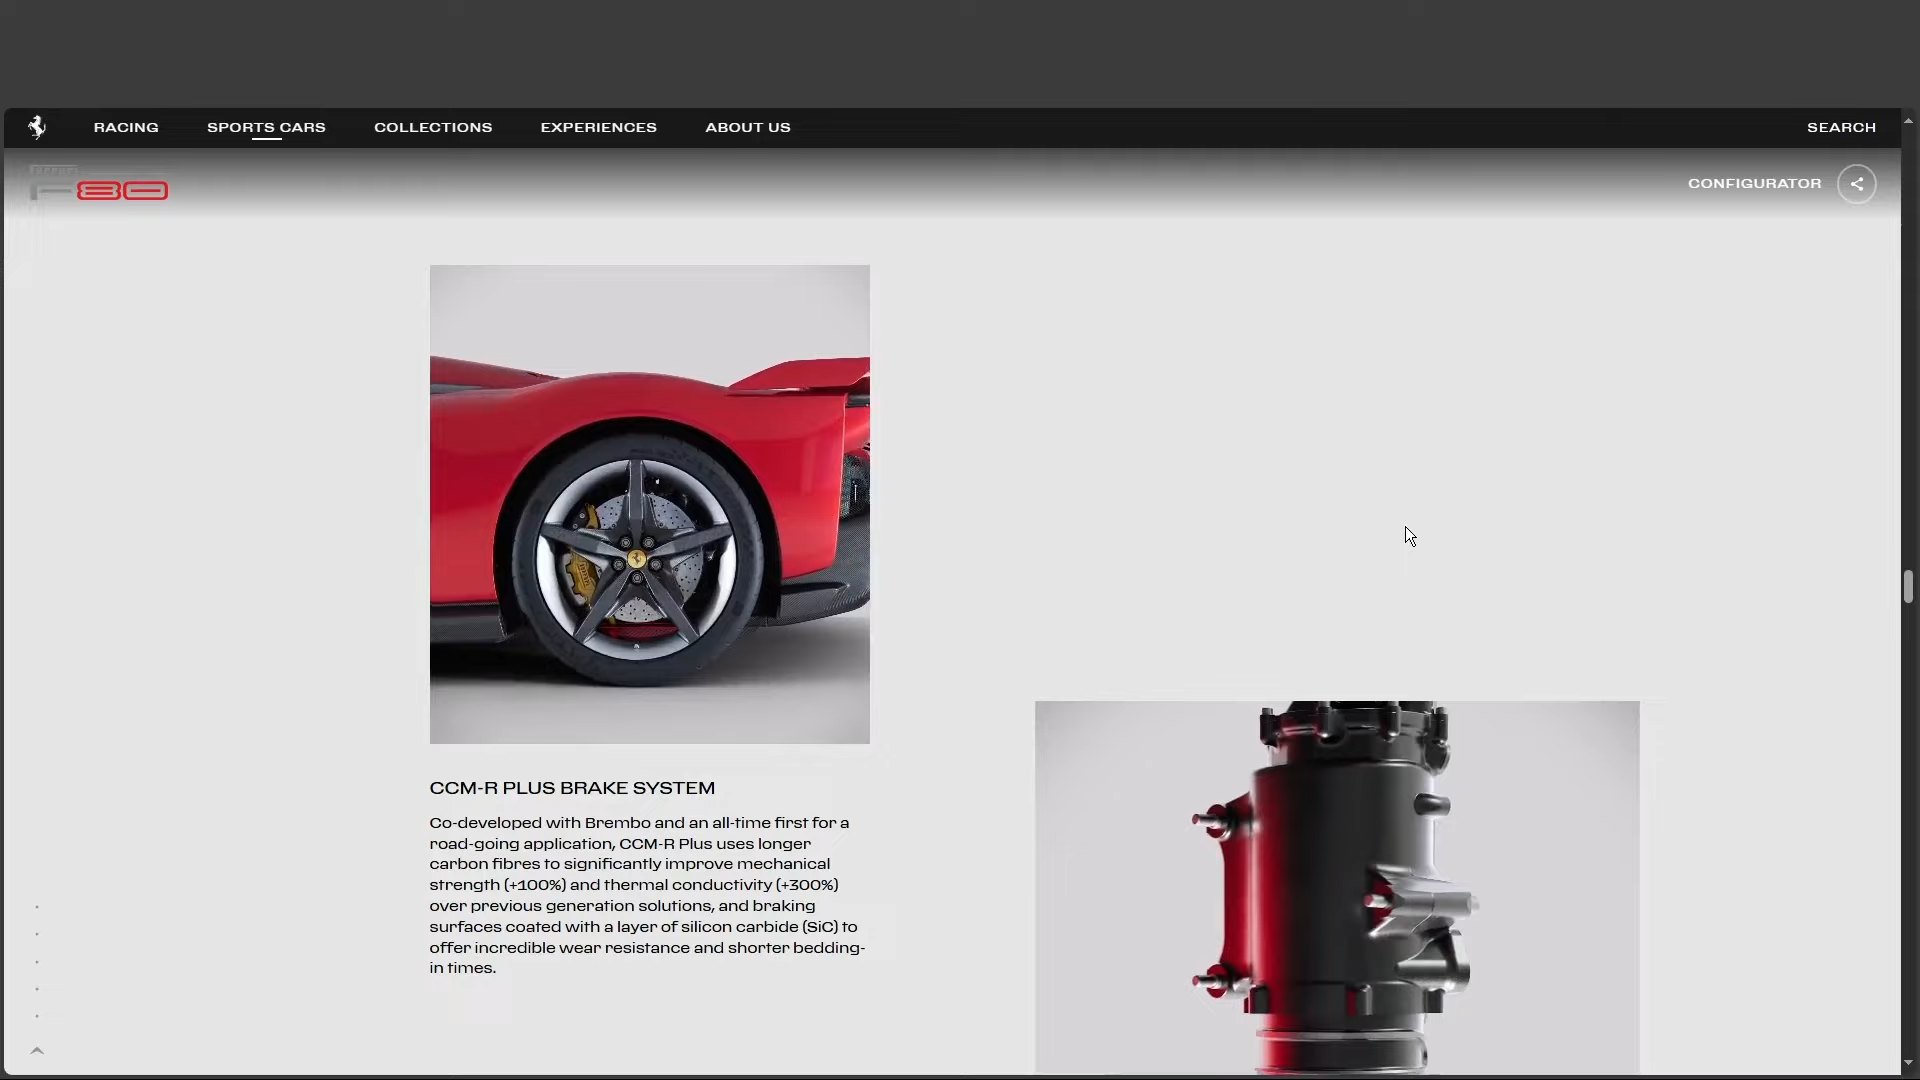 RACING
SPORTS CARS
COLLECTIONS
EXPERIENCES
ABOUT US
SEARCH
Ferrari
F80
CONFIGURATOR
CCM-R PLUS BRAKE SYSTEM
Co-developed with Brembo and an all-time first for a
road-going application, CCM-R Plus uses longer
carbon fibres to significantly improve mechanical
strength (+100%) and thermal conductivity (+300%)
over previous generation solutions, and braking
surfaces coated with a layer of silicon carbide (SiC) to
offer incredible wear resistance and shorter bedding-
in times.